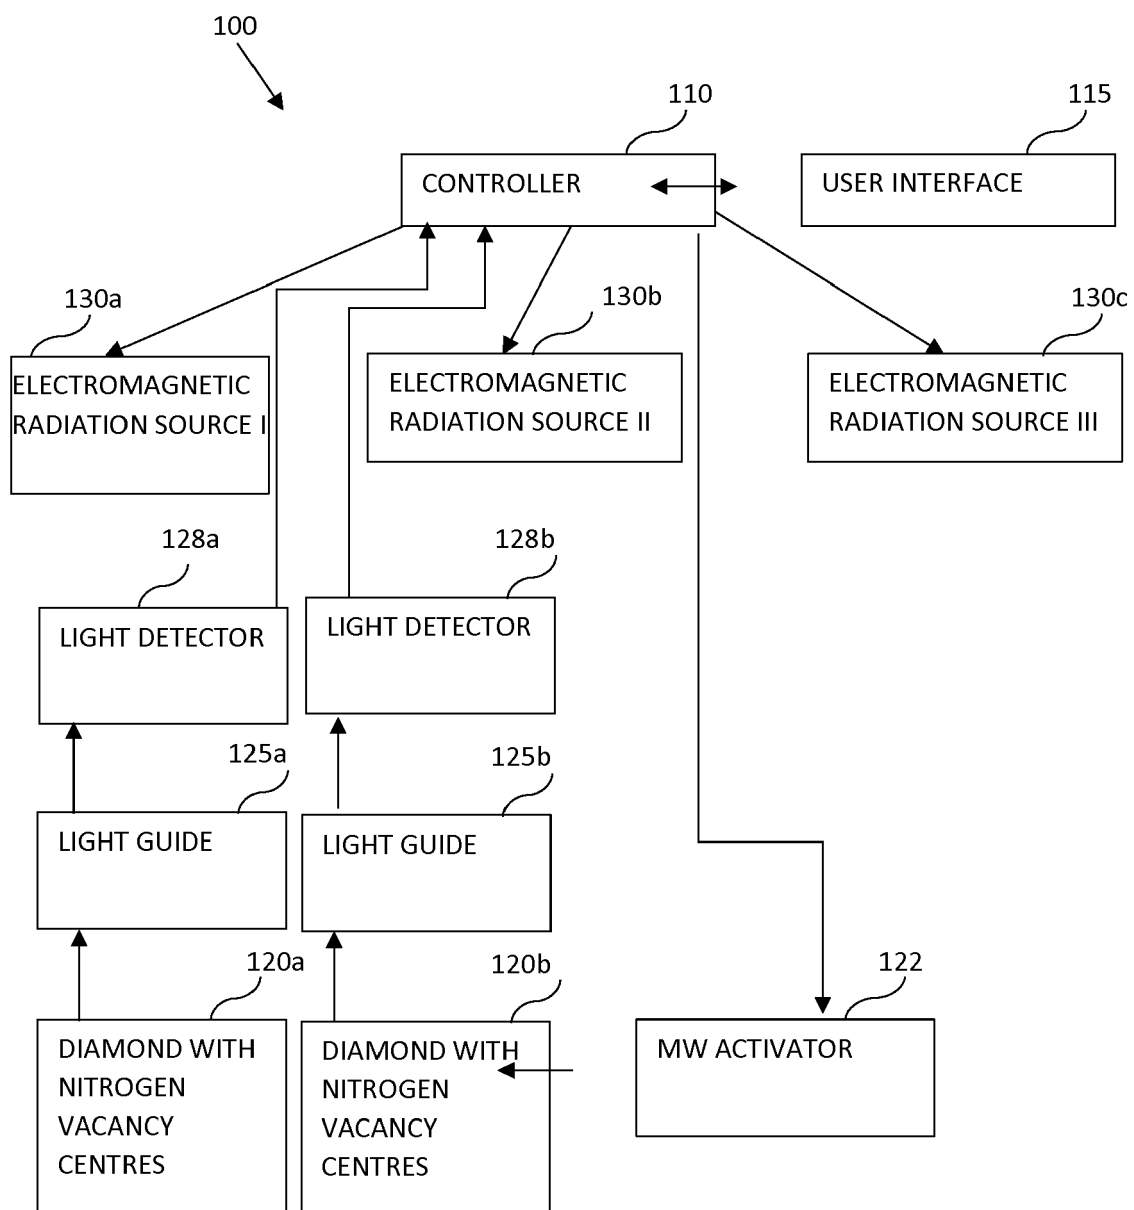 100
110
115
CONTROLLER
USER INTERFACE
130a
130b
130c
ELECTROMAGNETIC
RADIATION SOURCE I
ELECTROMAGNETIC
RADIATION SOURCE II
ELECTROMAGNETIC
RADIATION SOURCE III
128a
128b
LIGHT DETECTOR
LIGHT DETECTOR
125a
125b
LIGHT GUIDE
LIGHT GUIDE
120a
120b
122
DIAMOND WITH
NITROGEN
VACANCY
CENTRES
DIAMOND WITH
NITROGEN
VACANCY
CENTRES
MW ACTIVATOR